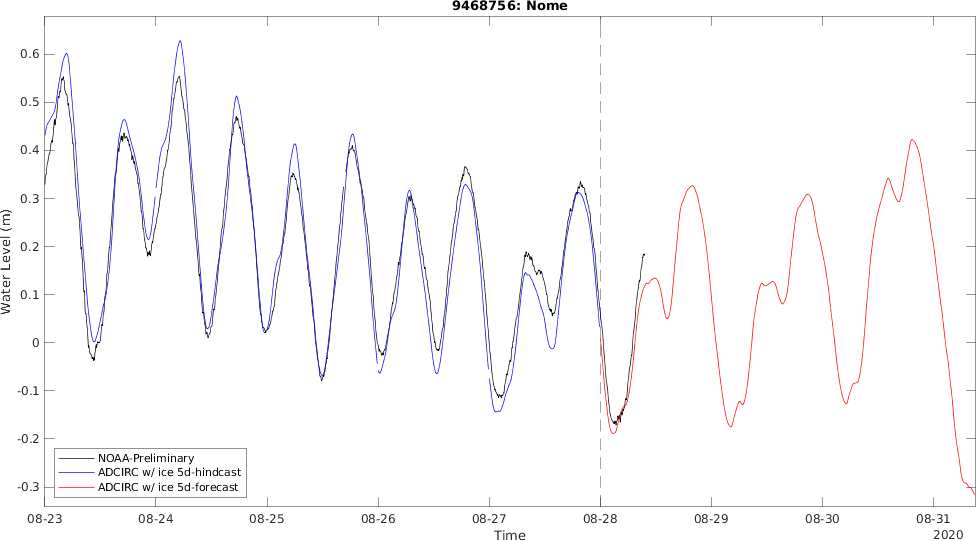 9468756: Nome
Water Level (m)
0.6
0.5
0.4
0.3
0.2
0.1
0
-0.1
-0.2
-0.3
NOAA-Preliminary
ADCIRC w/ ice 5d-hindcast
ADCIRC w/ ice 5d-forecast
08-23 08-24 08-25 08-26 08-27 08-28 08-29 08-30 08-31
Time
2020